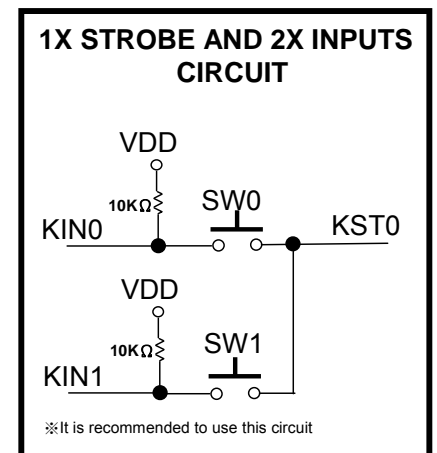 1X STROBE AND 2X INPUTS
CIRCUIT
VDD
10KΩ
SW0
KIN0
KST0
VDD
10KΩ
SW1
KIN1
※It is recommended to use this circuit